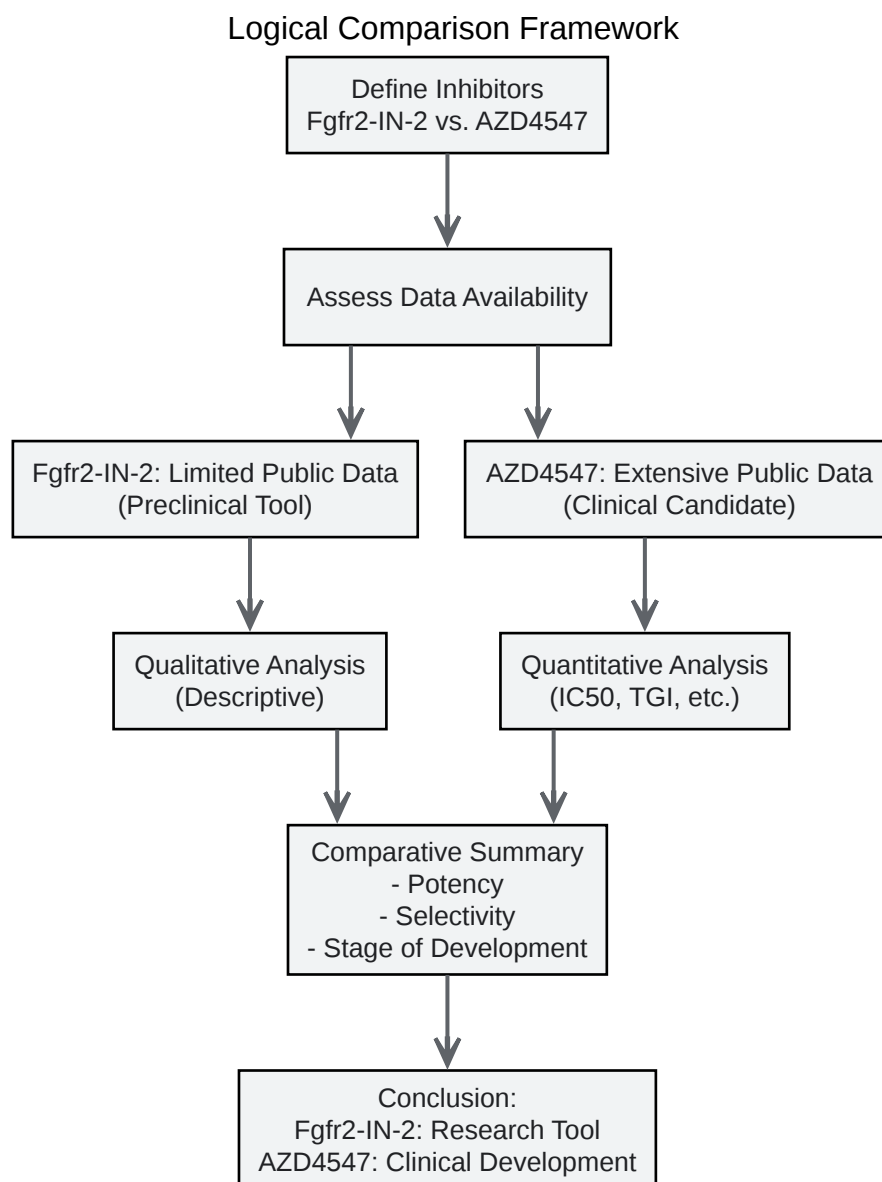 Logical Comparison Framework
Define Inhibitors
Fgfr2-IN-2 vs. AZD4547
Assess Data Availability
Fgfr2-IN-2: Limited Public Data
(Preclinical Tool)
AZD4547: Extensive Public Data
(Clinical Candidate)
Qualitative Analysis
(Descriptive)
Quantitative Analysis
(IC50, TGI, etc.)
Comparative Summary
- Potency
- Selectivity
- Stage of Development
Conclusion:
Fgfr2-IN-2: Research Tool
AZD4547: Clinical Development